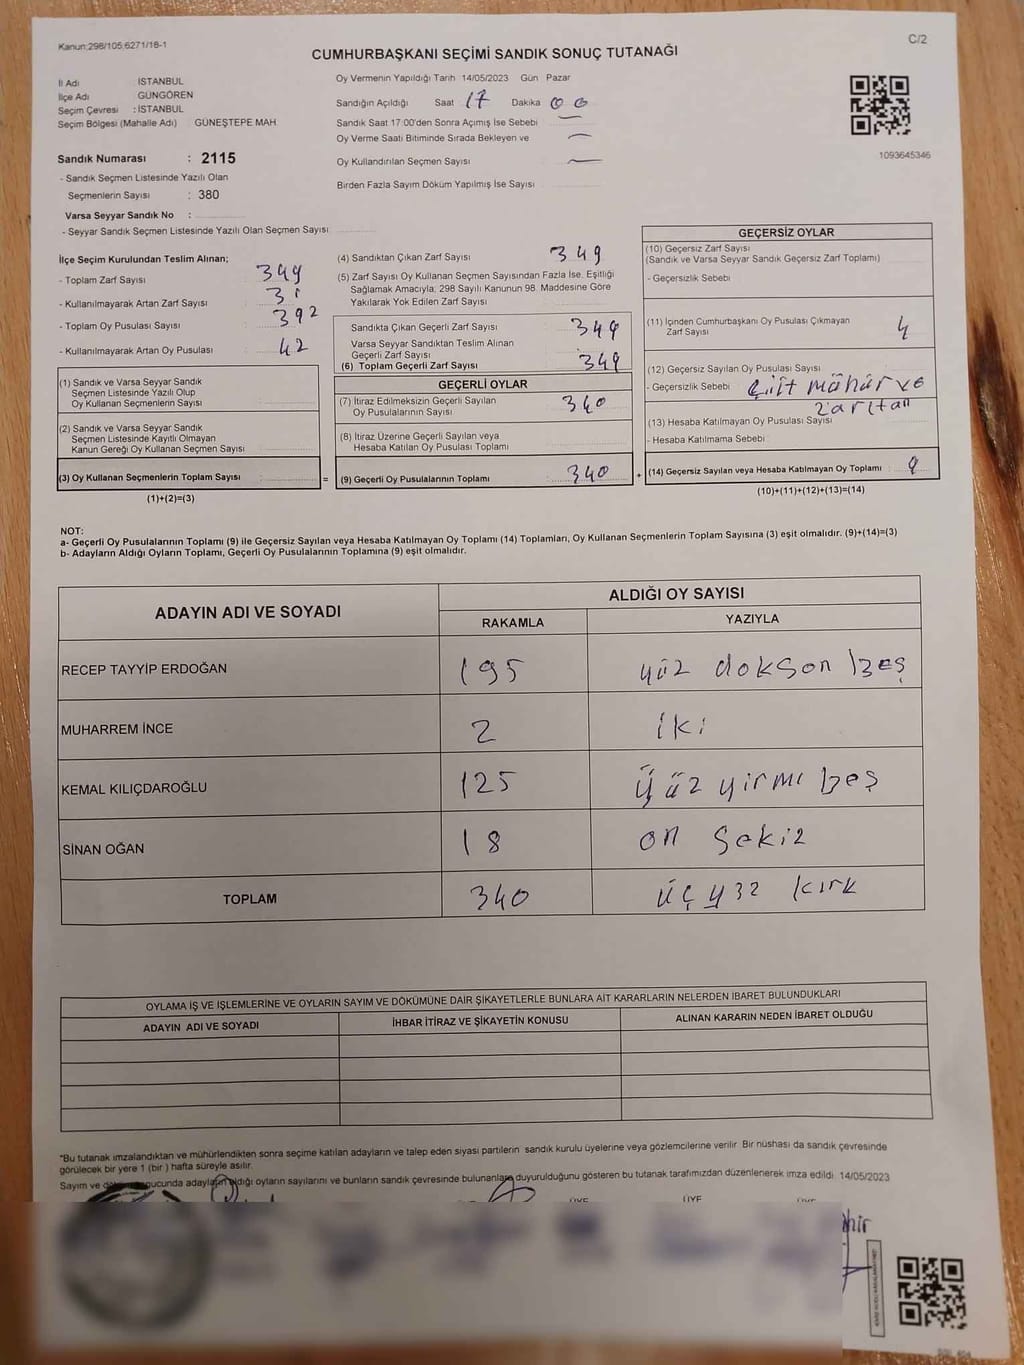 Kanun:298/105;6271/18-1
C/2
CUMHURBAŞKANI SEÇİMİ SANDIK SONUÇ TUTANAĞI
İl Adı : İSTANBUL
İlçe Adı : GÜNGÖREN
Seçim Çevresi : İSTANBUL
Seçim Bölgesi (Mahalle Adı) : GÜNEŞTEPE MAH.
Sandık Numarası : 2115
- Sandık Seçmen Listesinde Yazılı Olan
Seçmenlerin Sayısı : 380
Varsa Seyyar Sandık No :
- Seyyar Sandık Seçmen Listesinde Yazılı Olan Seçmen Sayısı
Oy Vermenin Yapıldığı Tarih 14/05/2023 Gün Pazar
Sandığın Açıldığı Saat 17 Dakika 00
Sandık Saat 17:00'den Sonra Açımış İse Sebebi —
Oy Verme Saati Bitiminde Sırada Bekleyen ve —
Oy Kullandırılan Seçmen Sayısı —
Birden Fazla Sayım Döküm Yapılmış İse Sayısı
1093645346
İlçe Seçim Kurulundan Teslim Alınan;
- Toplam Zarf Sayısı
- Kullanılmayarak Artan Zarf Sayısı : 31
- Toplam Oy Pusulası Sayısı : 392
- Kullanılmayarak Artan Oy Pusulası : 42
(1) Sandık ve Varsa Seyyar Sandık
Seçmen Listesinde Yazılı Olup
Oy Kullanan Seçmenlerin Sayısı
(2) Sandık ve Varsa Seyyar Sandık
Seçmen Listesinde Kayıtlı Olmayan
Kanun Gereği Oy Kullanan Seçmen Sayısı
(3) Oy Kullanan Seçmenlerin Toplam Sayısı :
(1)+(2)=(3)
(4) Sandıktan Çıkan Zarf Sayısı 349
(5) Zarf Sayısı Oy Kullanan Seçmen Sayısından Fazla İse, Eşitliği
Sağlamak Amacıyla; 298 Sayılı Kanunun 98. Maddesine Göre
Yakılarak Yok Edilen Zarf Sayısı
Sandıkta Çıkan Geçerli Zarf Sayısı 349
Varsa Seyyar Sandıktan Teslim Alınan
Geçerli Zarf Sayısı
(6) Toplam Geçerli Zarf Sayısı 349
GEÇERLİ OYLAR
(7) İtiraz Edilmeksizin Geçerli Sayılan
Oy Pusulalarının Sayısı 340
(8) İtiraz Üzerine Geçerli Sayılan veya
Hesaba Katılan Oy Pusulası Toplamı
= (9) Geçerli Oy Pusulalarının Toplamı 340
GEÇERSİZ OYLAR
(10) Geçersiz Zarf Sayısı
(Sandık ve Varsa Seyyar Sandık Geçersiz Zarf Toplamı)
- Geçersizlik Sebebi
(11) İçinden Cumhurbaşkanı Oy Pusulası Çıkmayan
Zarf Sayısı 4
(12) Geçersiz Sayılan Oy Pusulası Sayısı
- Geçersizlik Sebebi Çift mühür ve
zarftan
(13) Hesaba Katılmayan Oy Pusulası Sayısı
- Hesaba Katılmama Sebebi
+ (14) Geçersiz Sayılan veya Hesaba Katılmayan Oy Toplamı
(10)+(11)+(12)+(13)=(14)
NOT:
a- Geçerli Oy Pusulalarının Toplamı (9) ile Geçersiz Sayılan veya Hesaba Katılmayan Oy Toplamı (14) Toplamları, Oy Kullanan Seçmenlerin Toplam Sayısına (3) eşit olmalıdır. (9)+(14)=(3)
b- Adayların Aldığı Oyların Toplamı, Geçerli Oy Pusulalarının Toplamına (9) eşit olmalıdır.
ADAYIN ADI VE SOYADI
ALDIĞI OY SAYISI
RAKAMLA YAZIYLA
RECEP TAYYİP ERDOĞAN 195 yüz dokson beş
MUHARREM İNCE 2 iki
KEMAL KILIÇDAROĞLU 125 Yüz yirmi beş
SİNAN OĞAN 18 on sekiz
TOPLAM 340 üç yüz kırk
OYLAMA İŞ VE İŞLEMLERİNE VE OYLARIN SAYIM VE DÖKÜMÜNE DAİR ŞİKAYETLERLE BUNLARA AİT KARARLARIN NELERDEN İBARET BULUNDUKLARI
ADAYIN ADI VE SOYADI İHBAR İTİRAZ VE ŞİKAYETİN KONUSU ALINAN KARARIN NEDEN İBARET OLDUĞU
*Bu tutanak imzalandıktan ve mühürlendikten sonra seçime katılan adayların ve talep eden siyasi partilerin sandık kurulu üyelerine veya gözlemcilerine verilir. Bir nüshası da sandık çevresinde
görülecek bir yere 1 (bir) hafta süreyle asılır.
Sayım ve sonucunda adayların aldığı oyların sayılarını ve bunların sandık çevresinde bulunanlara duyurulduğunu gösteren bu tutanak tarafımızdan düzenlenerek imza edildi. 14/05/2023
ÜYE ÜYE